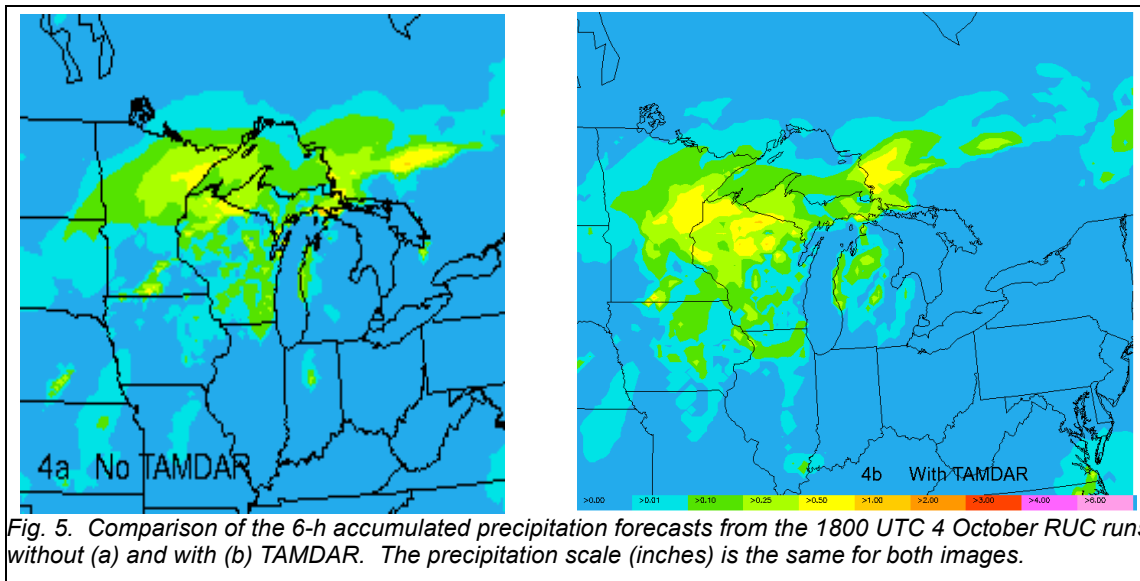 4a No TAMDAR
4b With TAMDAR
>0.00 >0.01 >0.10 >0.25 >0.50 >1.00 >2.00 >3.00 >4.00 >6.00
Fig. 5. Comparison of the 6-h accumulated precipitation forecasts from the 1800 UTC 4 October RUC runs
without (a) and with (b) TAMDAR. The precipitation scale (inches) is the same for both images.